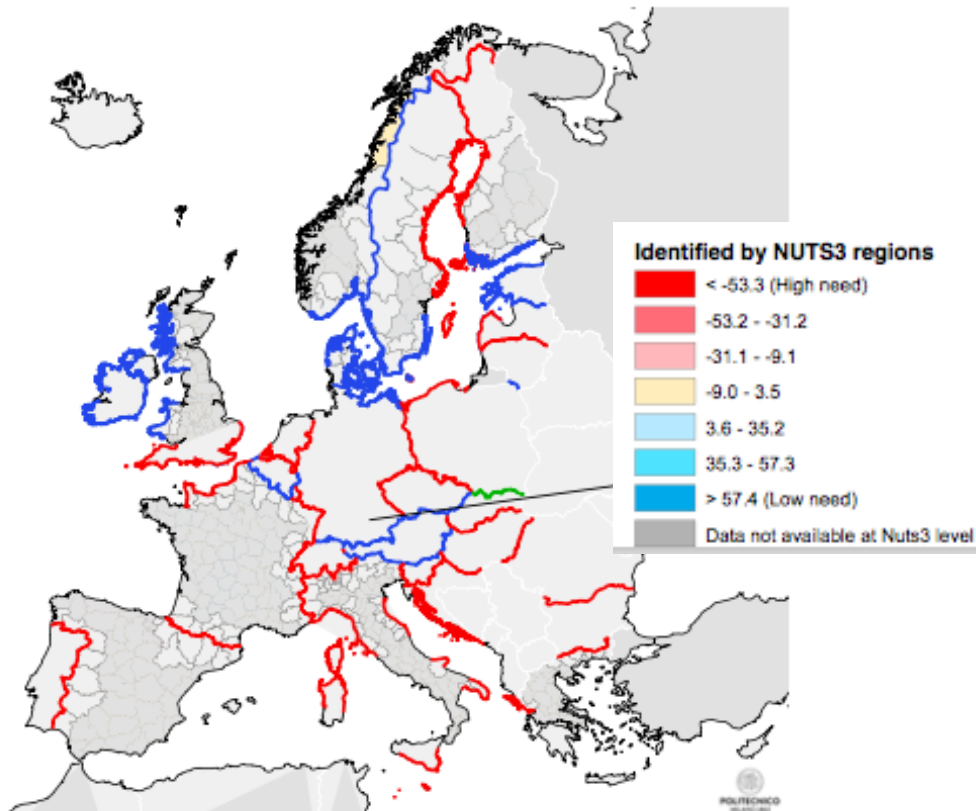 Identified by NUTS3 regions
< -53.3 (High need)
-53.2 - -31.2
-31.1 - -9.1
-9.0 - 3.5
3.6 - 35.2
35.3 - 57.3
> 57.4 (Low need)
Data not available at Nuts3 level
POLITECNICO